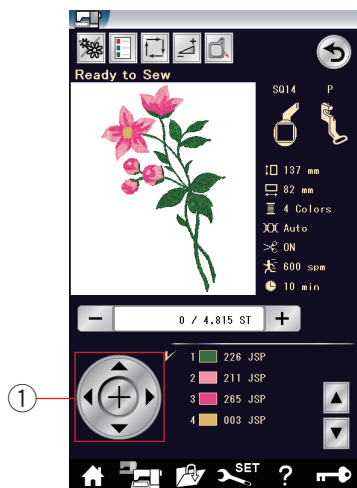 Ready to Sew
SQ14 P
137 mm
82 mm
4 Colors
Auto
ON
600 spm
10 min
− 0 / 4,815 ST +
1 226 JSP
2 211 JSP
3 265 JSP
4 003 JSP
①
SET
?